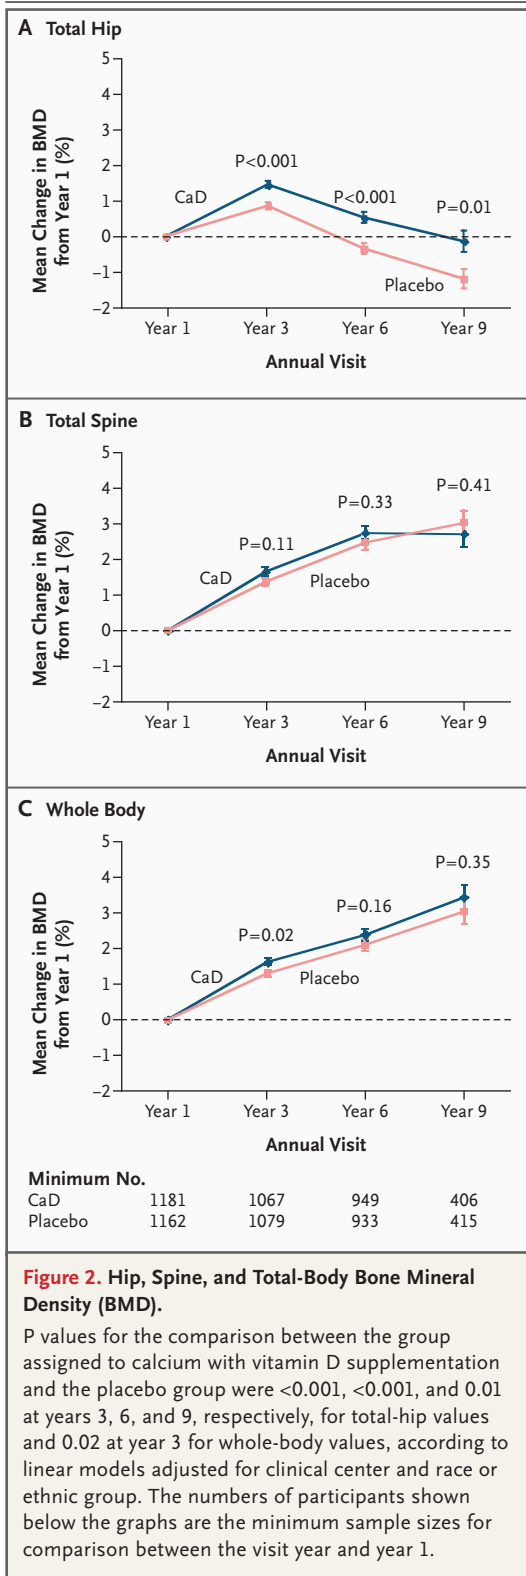 A Total Hip
5
4
3
2
1
0
−1
−2
Mean Change in BMD
from Year 1 (%)
P<0.001
P<0.001
P=0.01
CaD
Placebo
Year 1 Year 3 Year 6 Year 9
Annual Visit
B Total Spine
5
4
3
2
1
0
−1
−2
Mean Change in BMD
from Year 1 (%)
P=0.41
P=0.33
P=0.11
CaD
Placebo
Year 1 Year 3 Year 6 Year 9
Annual Visit
C Whole Body
5
4
3
2
1
0
−1
−2
Mean Change in BMD
from Year 1 (%)
P=0.35
P=0.16
P=0.02
CaD
Placebo
Year 1 Year 3 Year 6 Year 9
Annual Visit
Minimum No.
CaD 1181 1067 949 406
Placebo 1162 1079 933 415
Figure 2. Hip, Spine, and Total-Body Bone Mineral
Density (BMD).
P values for the comparison between the group
assigned to calcium with vitamin D supplementation
and the placebo group were <0.001, <0.001, and 0.01
at years 3, 6, and 9, respectively, for total-hip values
and 0.02 at year 3 for whole-body values, according to
linear models adjusted for clinical center and race or
ethnic group. The numbers of participants shown
below the graphs are the minimum sample sizes for
comparison between the visit year and year 1.